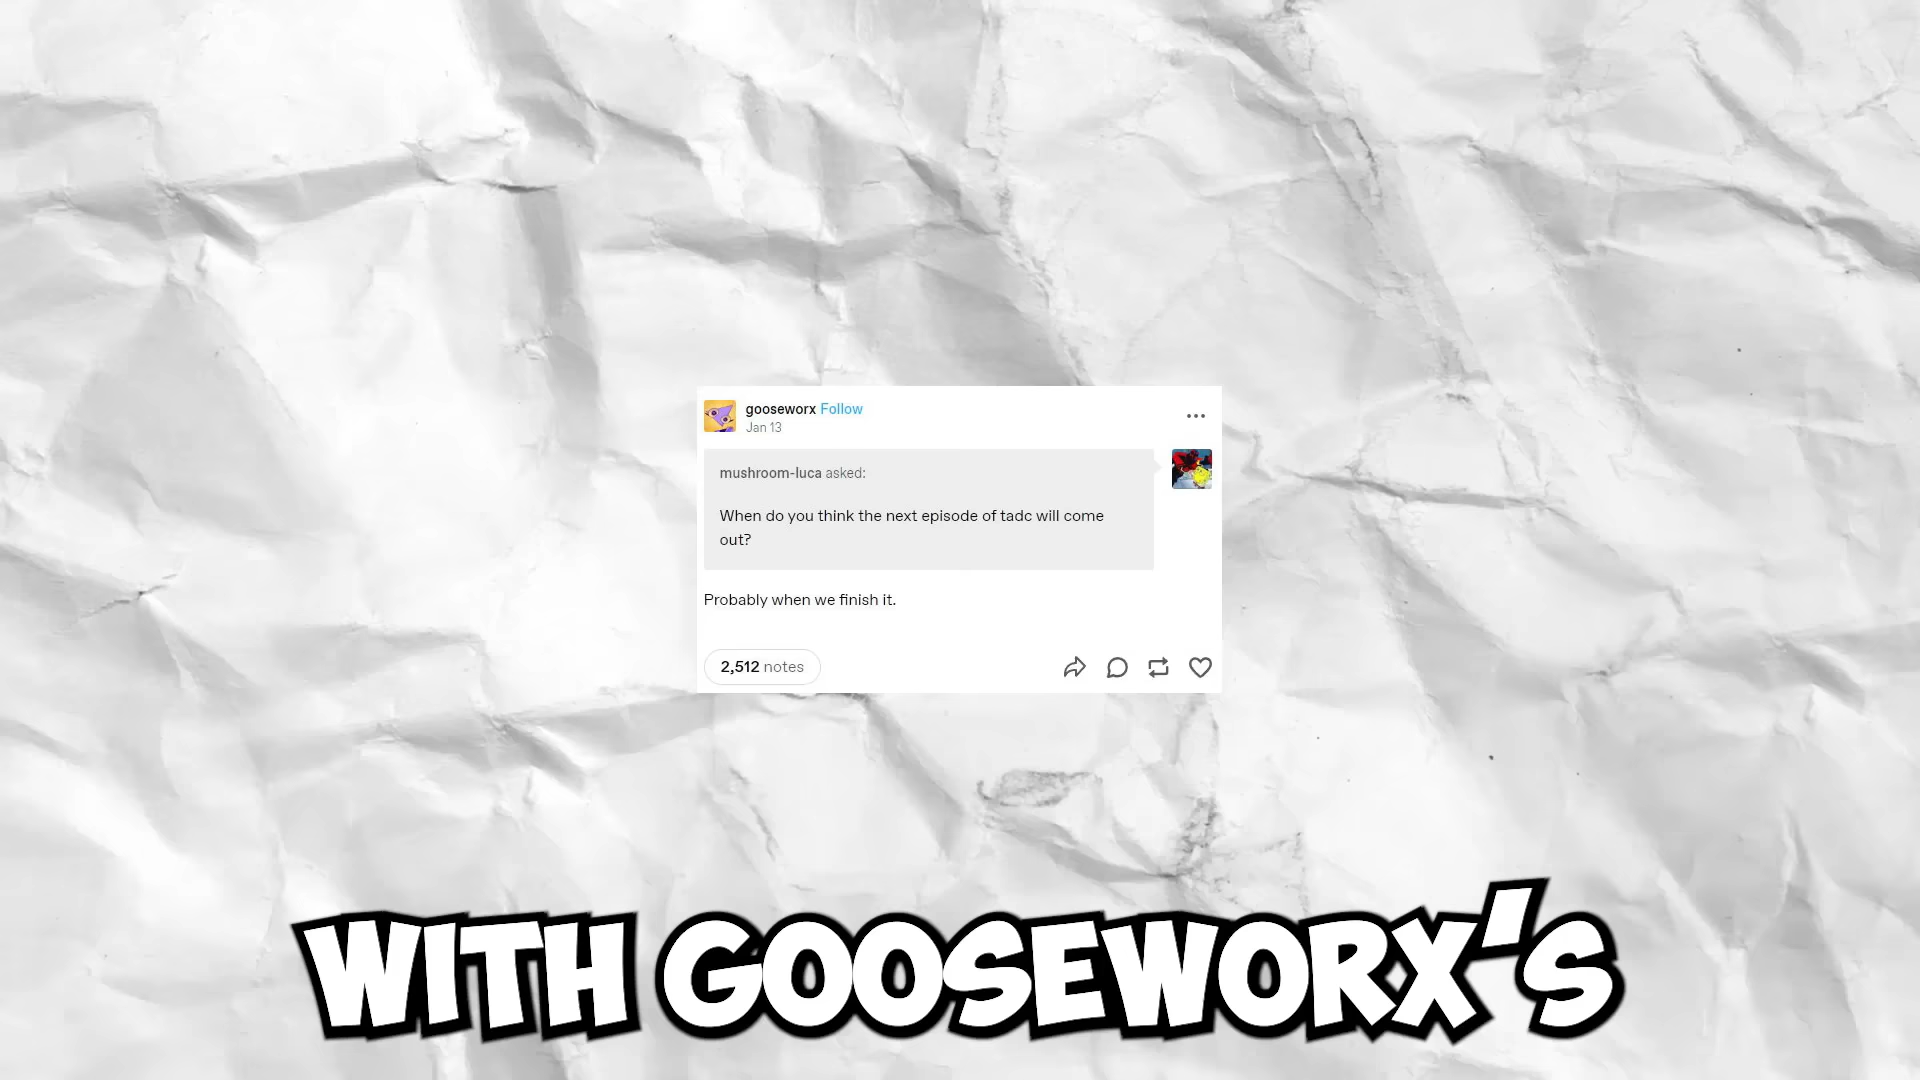 gooseworx Follow
Jan 13
mushroom-luca asked:
When do you think the next episode of tadc will come
out?
Probably when we finish it.
2,512 notes
WITH GOOSEWORX'S